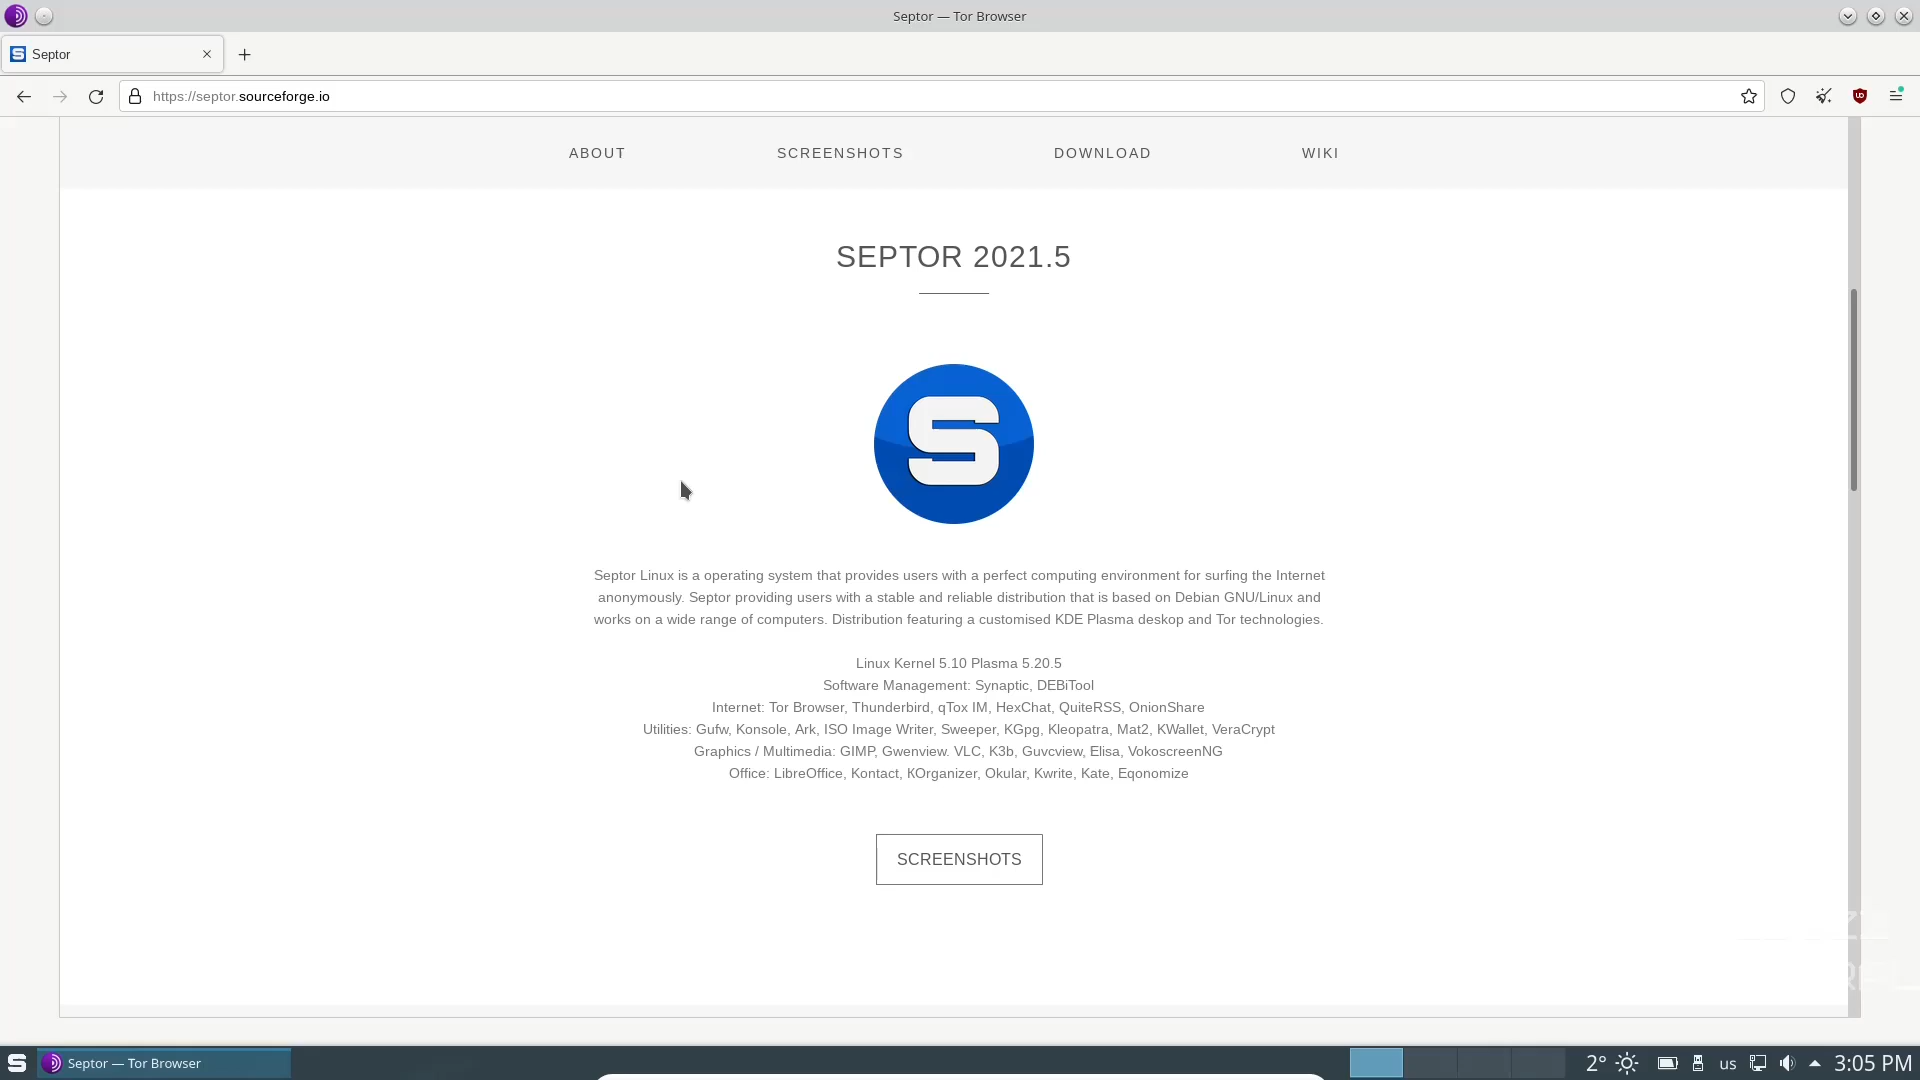 Septor — Tor Browser
Septor
https://septor.sourceforge.io
ABOUT SCREENSHOTS DOWNLOAD WIKI
SEPTOR 2021.5
Septor Linux is a operating system that provides users with a perfect computing environment for surfing the Internet
anonymously. Septor providing users with a stable and reliable distribution that is based on Debian GNU/Linux and
works on a wide range of computers. Distribution featuring a customised KDE Plasma deskop and Tor technologies.
Linux Kernel 5.10 Plasma 5.20.5
Software Management: Synaptic, DEBiTool
Internet: Tor Browser, Thunderbird, qTox IM, HexChat, QuiteRSS, OnionShare
Utilities: Gufw, Konsole, Ark, ISO Image Writer, Sweeper, KGpg, Kleopatra, Mat2, KWallet, VeraCrypt
Graphics / Multimedia: GIMP, Gwenview. VLC, K3b, Guvcview, Elisa, VokoscreenNG
Office: LibreOffice, Kontact, KOrganizer, Okular, Kwrite, Kate, Eqonomize
SCREENSHOTS
Septor — Tor Browser 2° us 3:05 PM